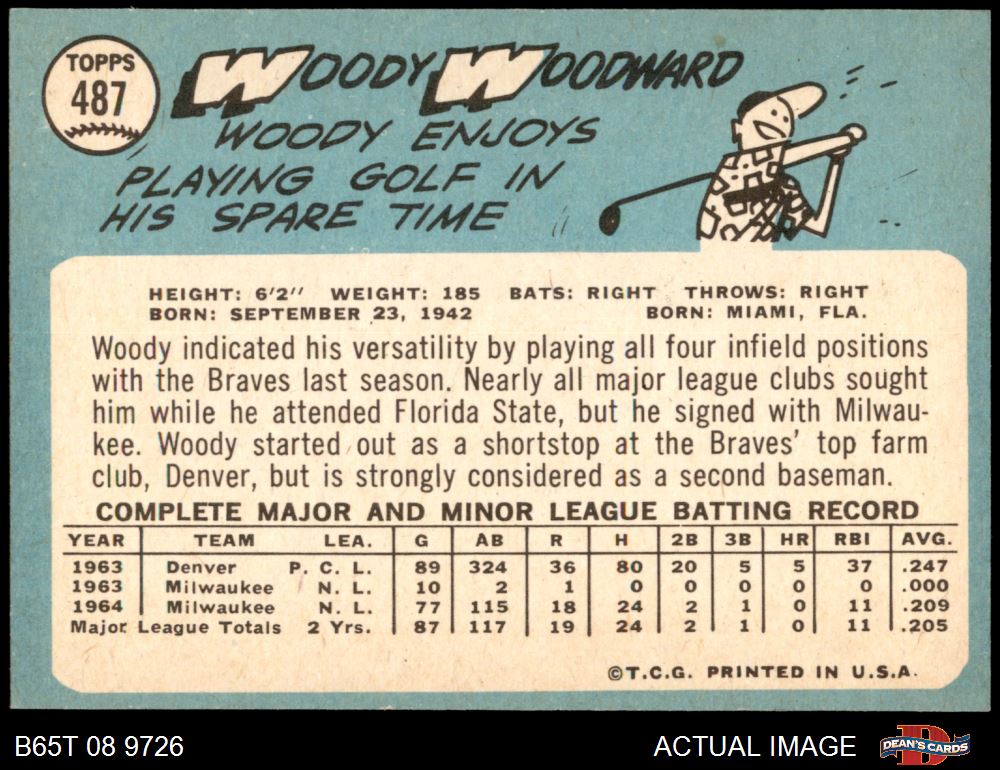 TOPPS
487
WOODY WOODWARD
WOODY ENJOYS
PLAYING GOLF IN
HIS SPARE TIME
HEIGHT: 6'2" WEIGHT: 185 BATS: RIGHT THROWS: RIGHT
BORN: SEPTEMBER 23, 1942 BORN: MIAMI, FLA.
Woody indicated his versatility by playing all four infield positions
with the Braves last season. Nearly all major league clubs sought
him while he attended Florida State, but he signed with Milwau-
kee. Woody started out as a shortstop at the Braves' top farm
club, Denver, but is strongly considered as a second baseman.
COMPLETE MAJOR AND MINOR LEAGUE BATTING RECORD
YEAR TEAM LEA. G AB R H 2B 3B HR RBI AVG.
1963 Denver P. C. L. 89 324 36 80 20 5 5 37 .247
1963 Milwaukee N. L. 10 2 1 0 0 0 0 0 .000
1964 Milwaukee N. L. 77 115 18 24 2 1 0 11 .209
Major League Totals 2 Yrs. 87 117 19 24 2 1 0 11 .205
©T.C.G. PRINTED IN U.S.A.
B65T 08 9726 ACTUAL IMAGE D DEAN'S CARDS